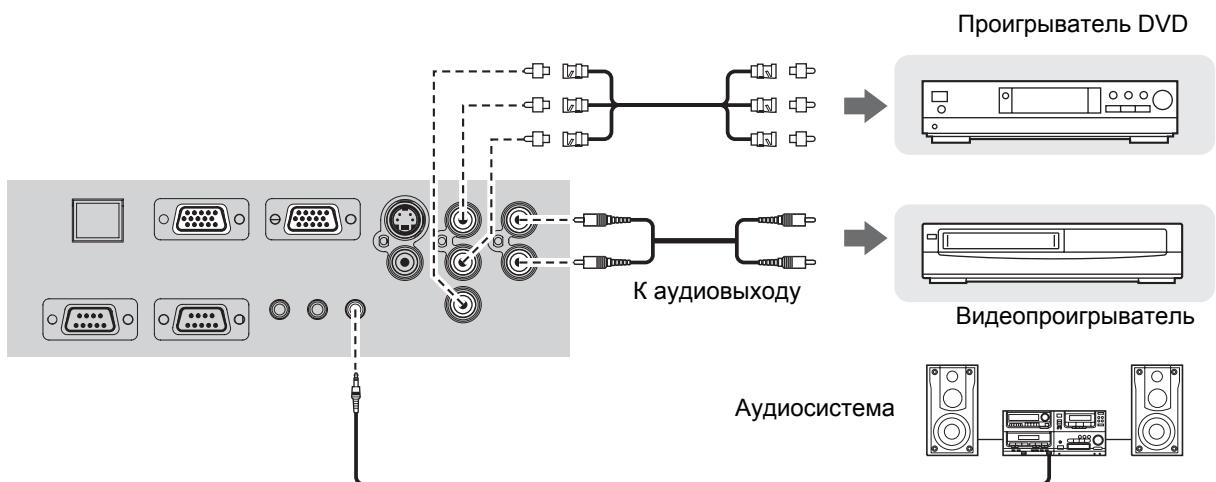 Проигрыватель DVD
К аудиовыходу
Видеопроигрыватель
Аудиосистема